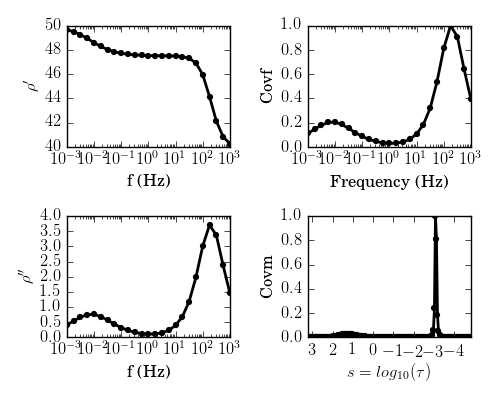 50
48
46
44
42
40
ρ′
10⁻³ 10⁻² 10⁻¹ 10⁰ 10¹ 10² 10³
f (Hz)
1.0
0.8
0.6
0.4
0.2
0.0
Covf
10⁻³ 10⁻² 10⁻¹ 10⁰ 10¹ 10² 10³
Frequency (Hz)
4.0
3.5
3.0
2.5
2.0
1.5
1.0
0.5
0.0
ρ″
10⁻³ 10⁻² 10⁻¹ 10⁰ 10¹ 10² 10³
f (Hz)
1.0
0.8
0.6
0.4
0.2
0.0
Covm
3 2 1 0 −1 −2 −3 −4
s = log₁₀(τ)